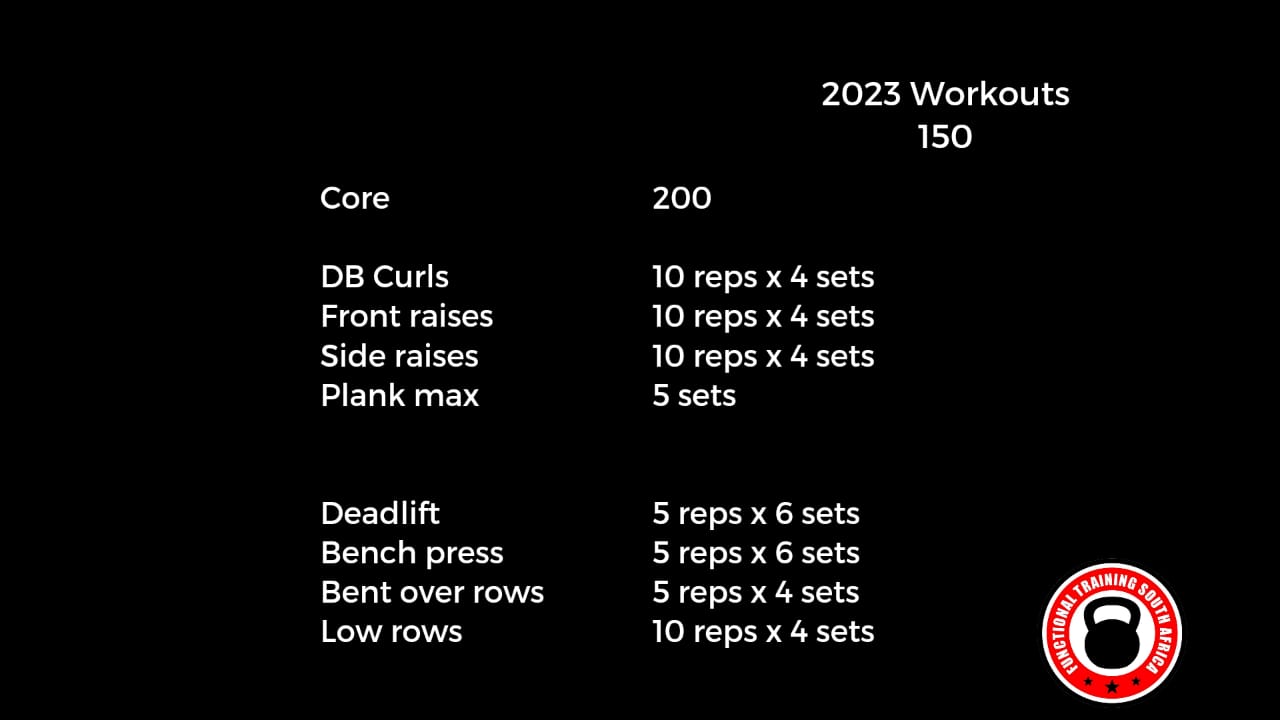 2023 Workouts
150
Core 200
DB Curls 10 reps x 4 sets
Front raises 10 reps x 4 sets
Side raises 10 reps x 4 sets
Plank max 5 sets
Deadlift 5 reps x 6 sets
Bench press 5 reps x 6 sets
Bent over rows 5 reps x 4 sets
Low rows 10 reps x 4 sets
FUNCTIONAL TRAINING SOUTH AFRICA